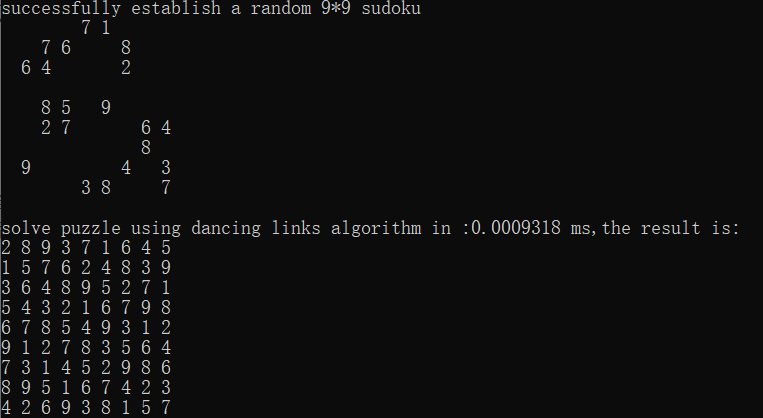 successfully establish a random 9*9 sudoku
        7 1
    7 6     8
  6 4       2

    8 5   9
    2 7       6 4
              8
  9         4   3
        3 8     7

solve puzzle using dancing links algorithm in :0.0009318 ms,the result is:
2 8 9 3 7 1 6 4 5
1 5 7 6 2 4 8 3 9
3 6 4 8 9 5 2 7 1
5 4 3 2 1 6 7 9 8
6 7 8 5 4 9 3 1 2
9 1 2 7 8 3 5 6 4
7 3 1 4 5 2 9 8 6
8 9 5 1 6 7 4 2 3
4 2 6 9 3 8 1 5 7